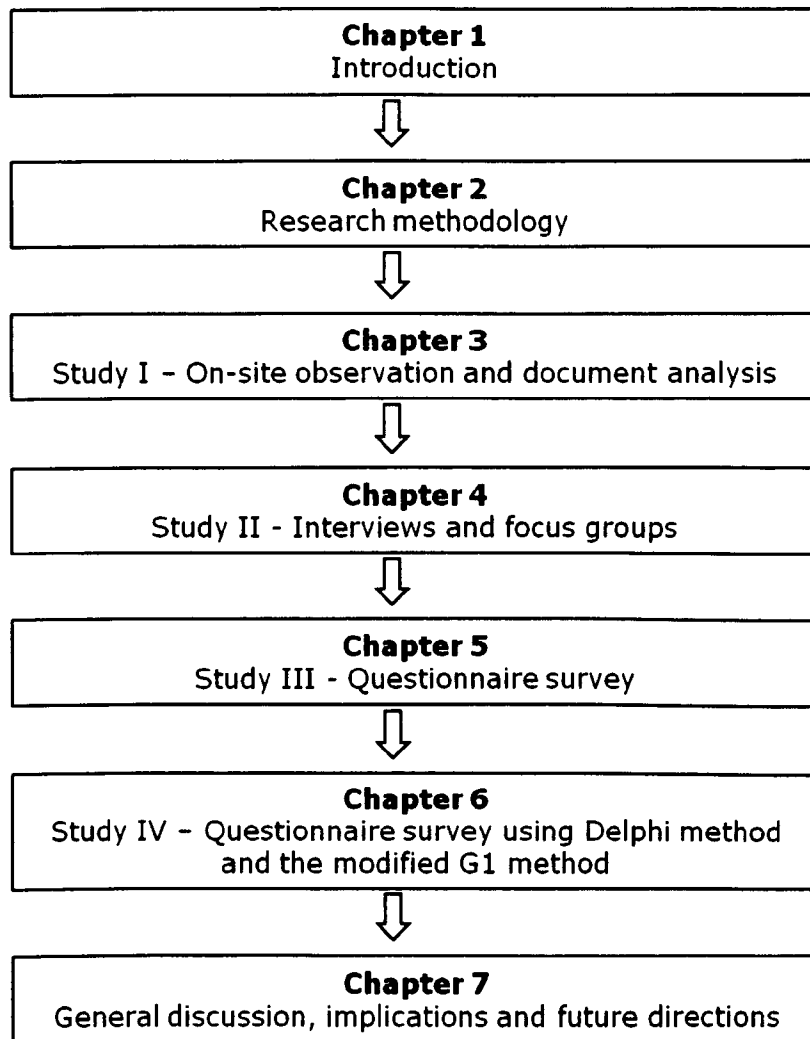 Chapter 1
Introduction
Chapter 2
Research methodology
Chapter 3
Study I – On-site observation and document analysis
Chapter 4
Study II - Interviews and focus groups
Chapter 5
Study III - Questionnaire survey
Chapter 6
Study IV – Questionnaire survey using Delphi method
and the modified G1 method
Chapter 7
General discussion, implications and future directions